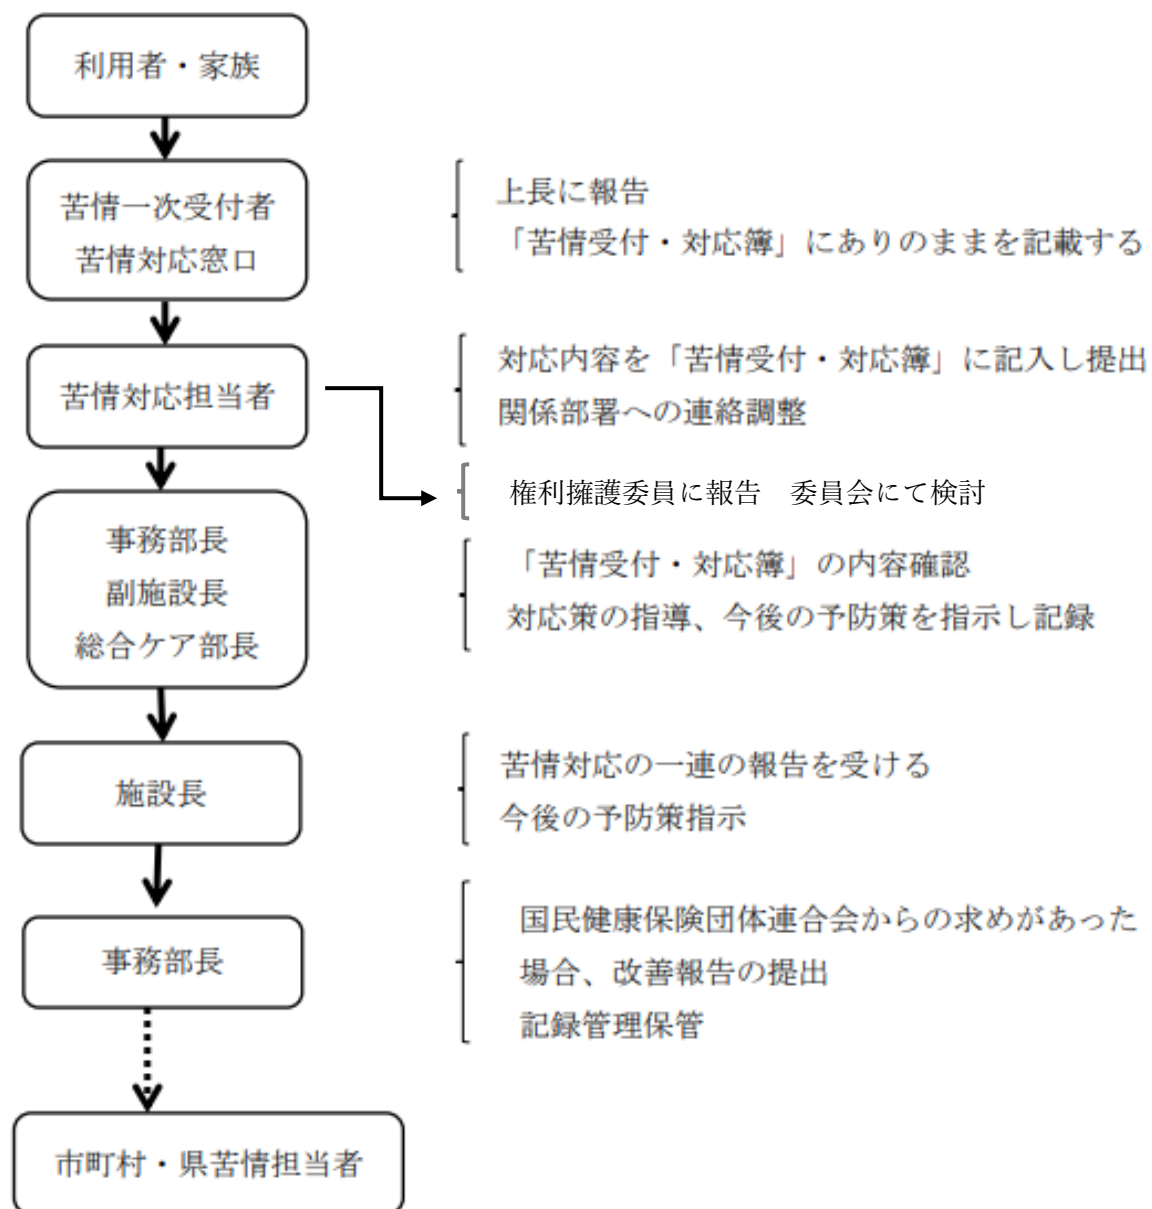 利用者・家族
苦情一次受付者
苦情対応窓口
上長に報告
「苦情受付・対応簿」にありのままを記載する
苦情対応担当者
対応内容を「苦情受付・対応簿」に記入し提出
関係部署への連絡調整
権利擁護委員に報告　委員会にて検討
事務部長
副施設長
総合ケア部長
「苦情受付・対応簿」の内容確認
対応策の指導、今後の予防策を指示し記録
施設長
苦情対応の一連の報告を受ける
今後の予防策指示
事務部長
国民健康保険団体連合会からの求めがあった
場合、改善報告の提出
記録管理保管
市町村・県苦情担当者